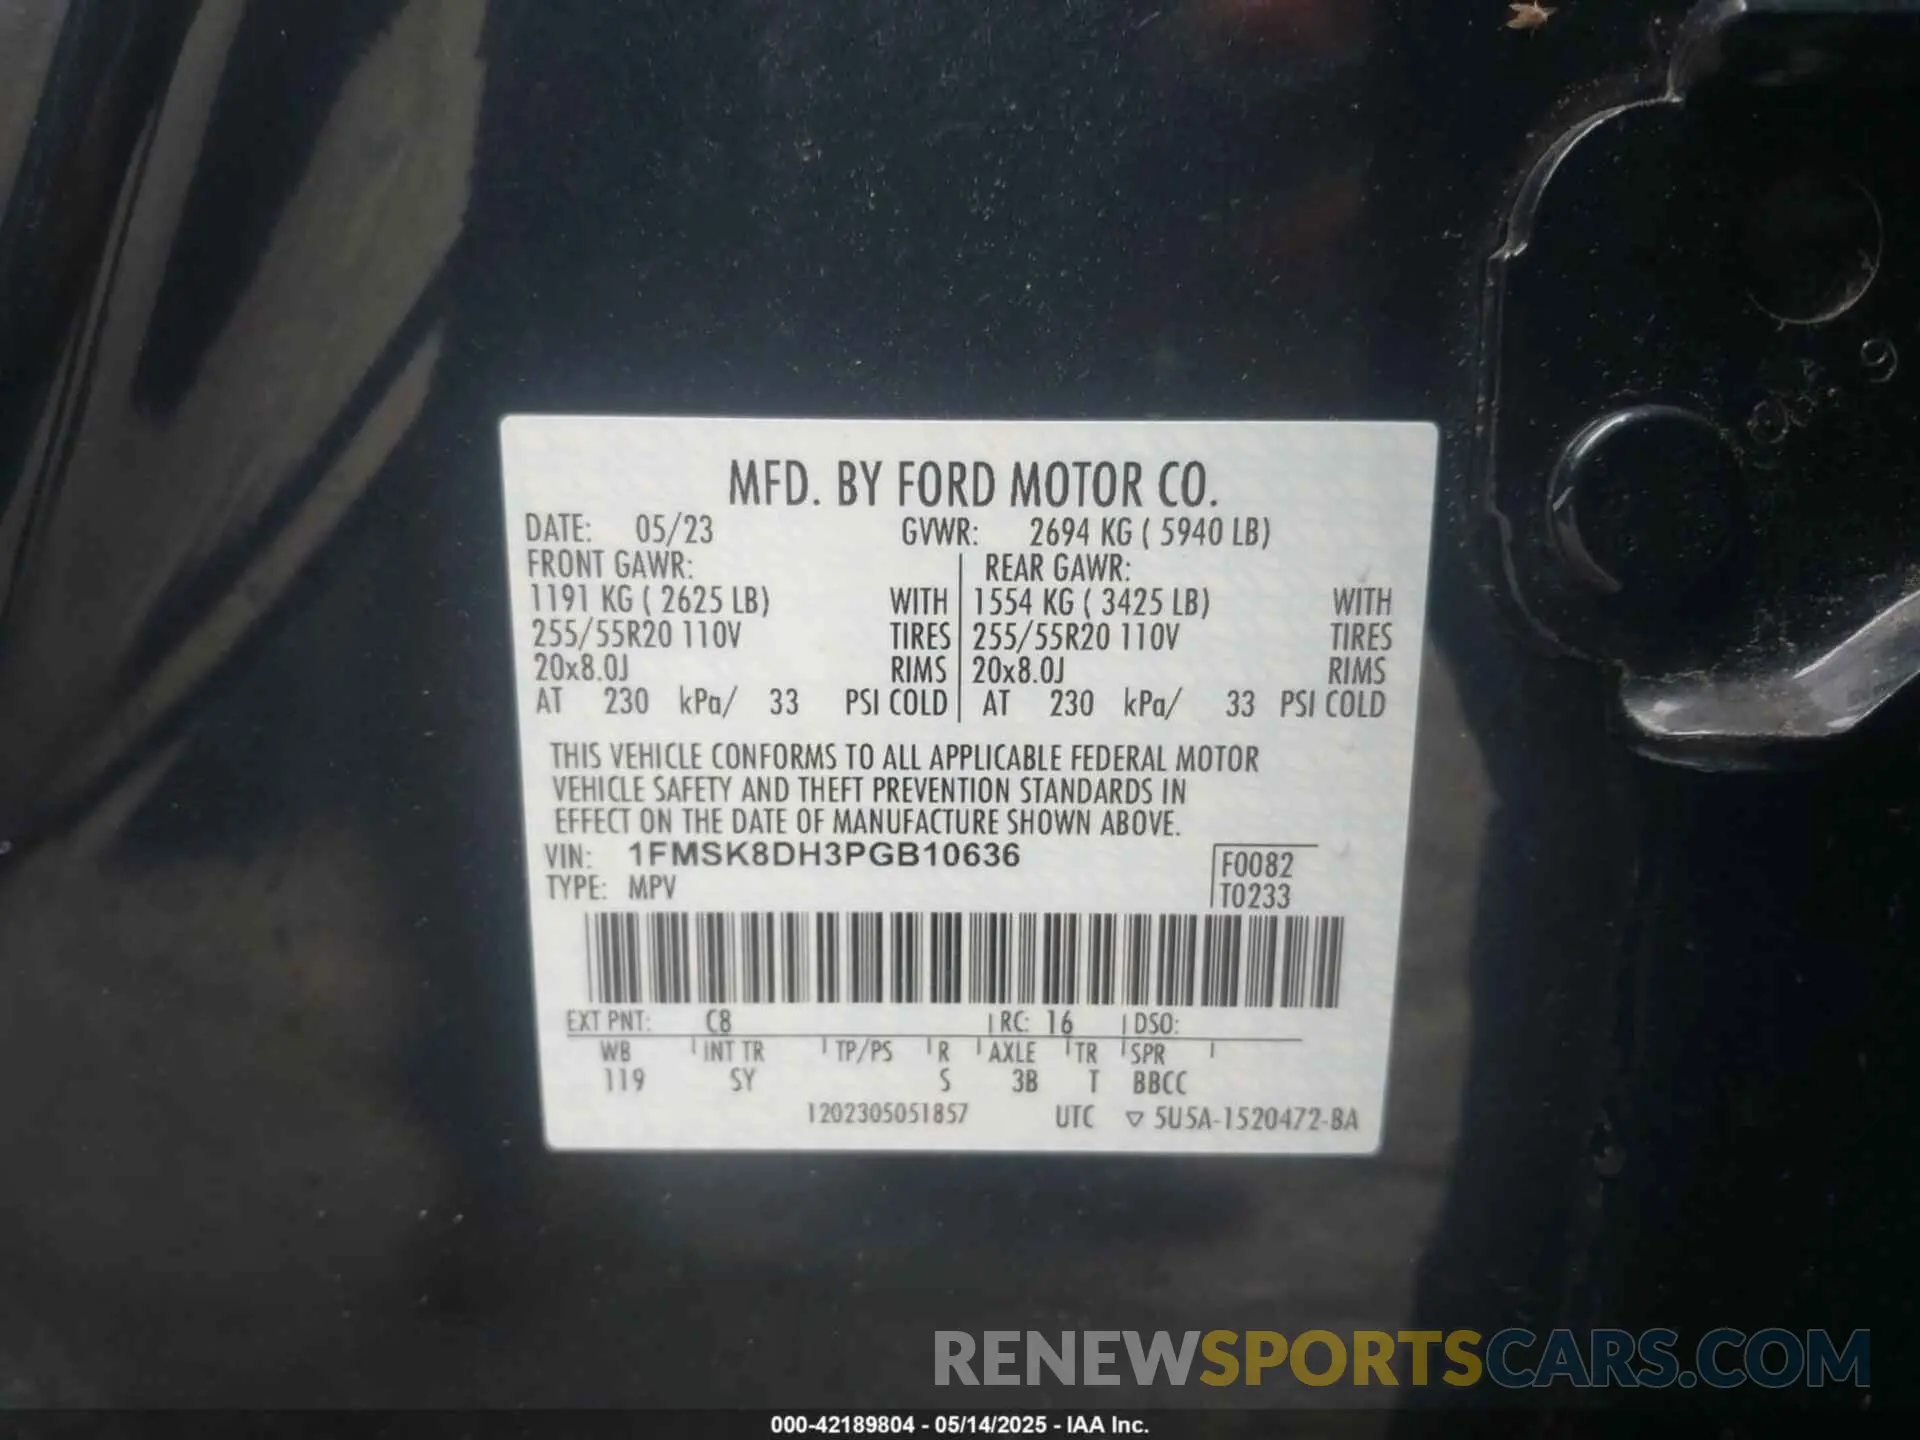 MFD. BY FORD MOTOR CO.
DATE: 05/23 GVWR: 2694 KG ( 5940 LB)
FRONT GAWR: REAR GAWR:
1191 KG ( 2625 LB) WITH 1554 KG ( 3425 LB) WITH
255/55R20 110V TIRES 255/55R20 110V TIRES
20x8.0J RIMS 20x8.0J RIMS
AT 230 kPa/ 33 PSI COLD AT 230 kPa/ 33 PSI COLD
THIS VEHICLE CONFORMS TO ALL APPLICABLE FEDERAL MOTOR
VEHICLE SAFETY AND THEFT PREVENTION STANDARDS IN
EFFECT ON THE DATE OF MANUFACTURE SHOWN ABOVE.
VIN: 1FMSK8DH3PGB10636 F0082
TYPE: MPV T0233
EXT PNT: C8 RC: 16 DSO:
WB INT TR TP/PS R AXLE TR SPR
119 SY S 3B T BBCC
1202305051857 UTC ▽ 5U5A-1520472-BA
RENEWSPORTSCARS.COM
000-42189804 - 05/14/2025 - IAA Inc.